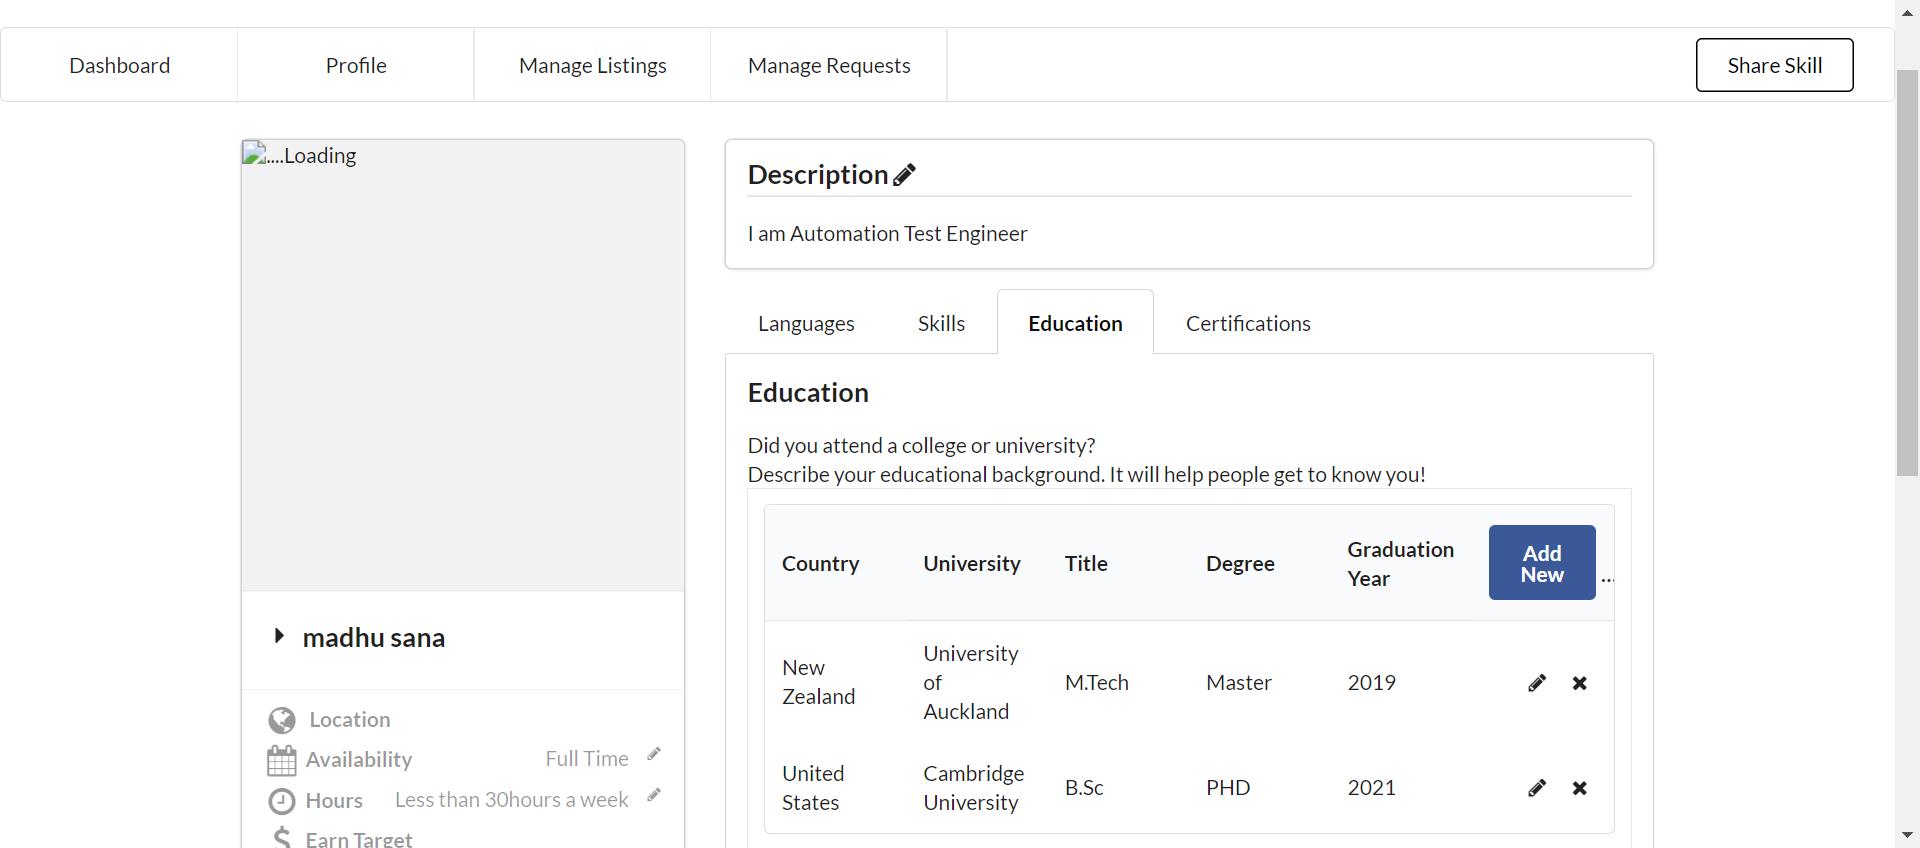 Dashboard
Profile
Manage Listings
Manage Requests
Share Skill
....Loading
madhu sana
Location
Availability
Full Time
Hours
Less than 30hours a week
Earn Target
Description
I am Automation Test Engineer
Languages
Skills
Education
Certifications
Education
Did you attend a college or university?
Describe your educational background. It will help people get to know you!
Country
University
Title
Degree
Graduation
Year
Add
New
...
New
Zealand
University
of
Auckland
M.Tech
Master
2019
United
States
Cambridge
University
B.Sc
PHD
2021